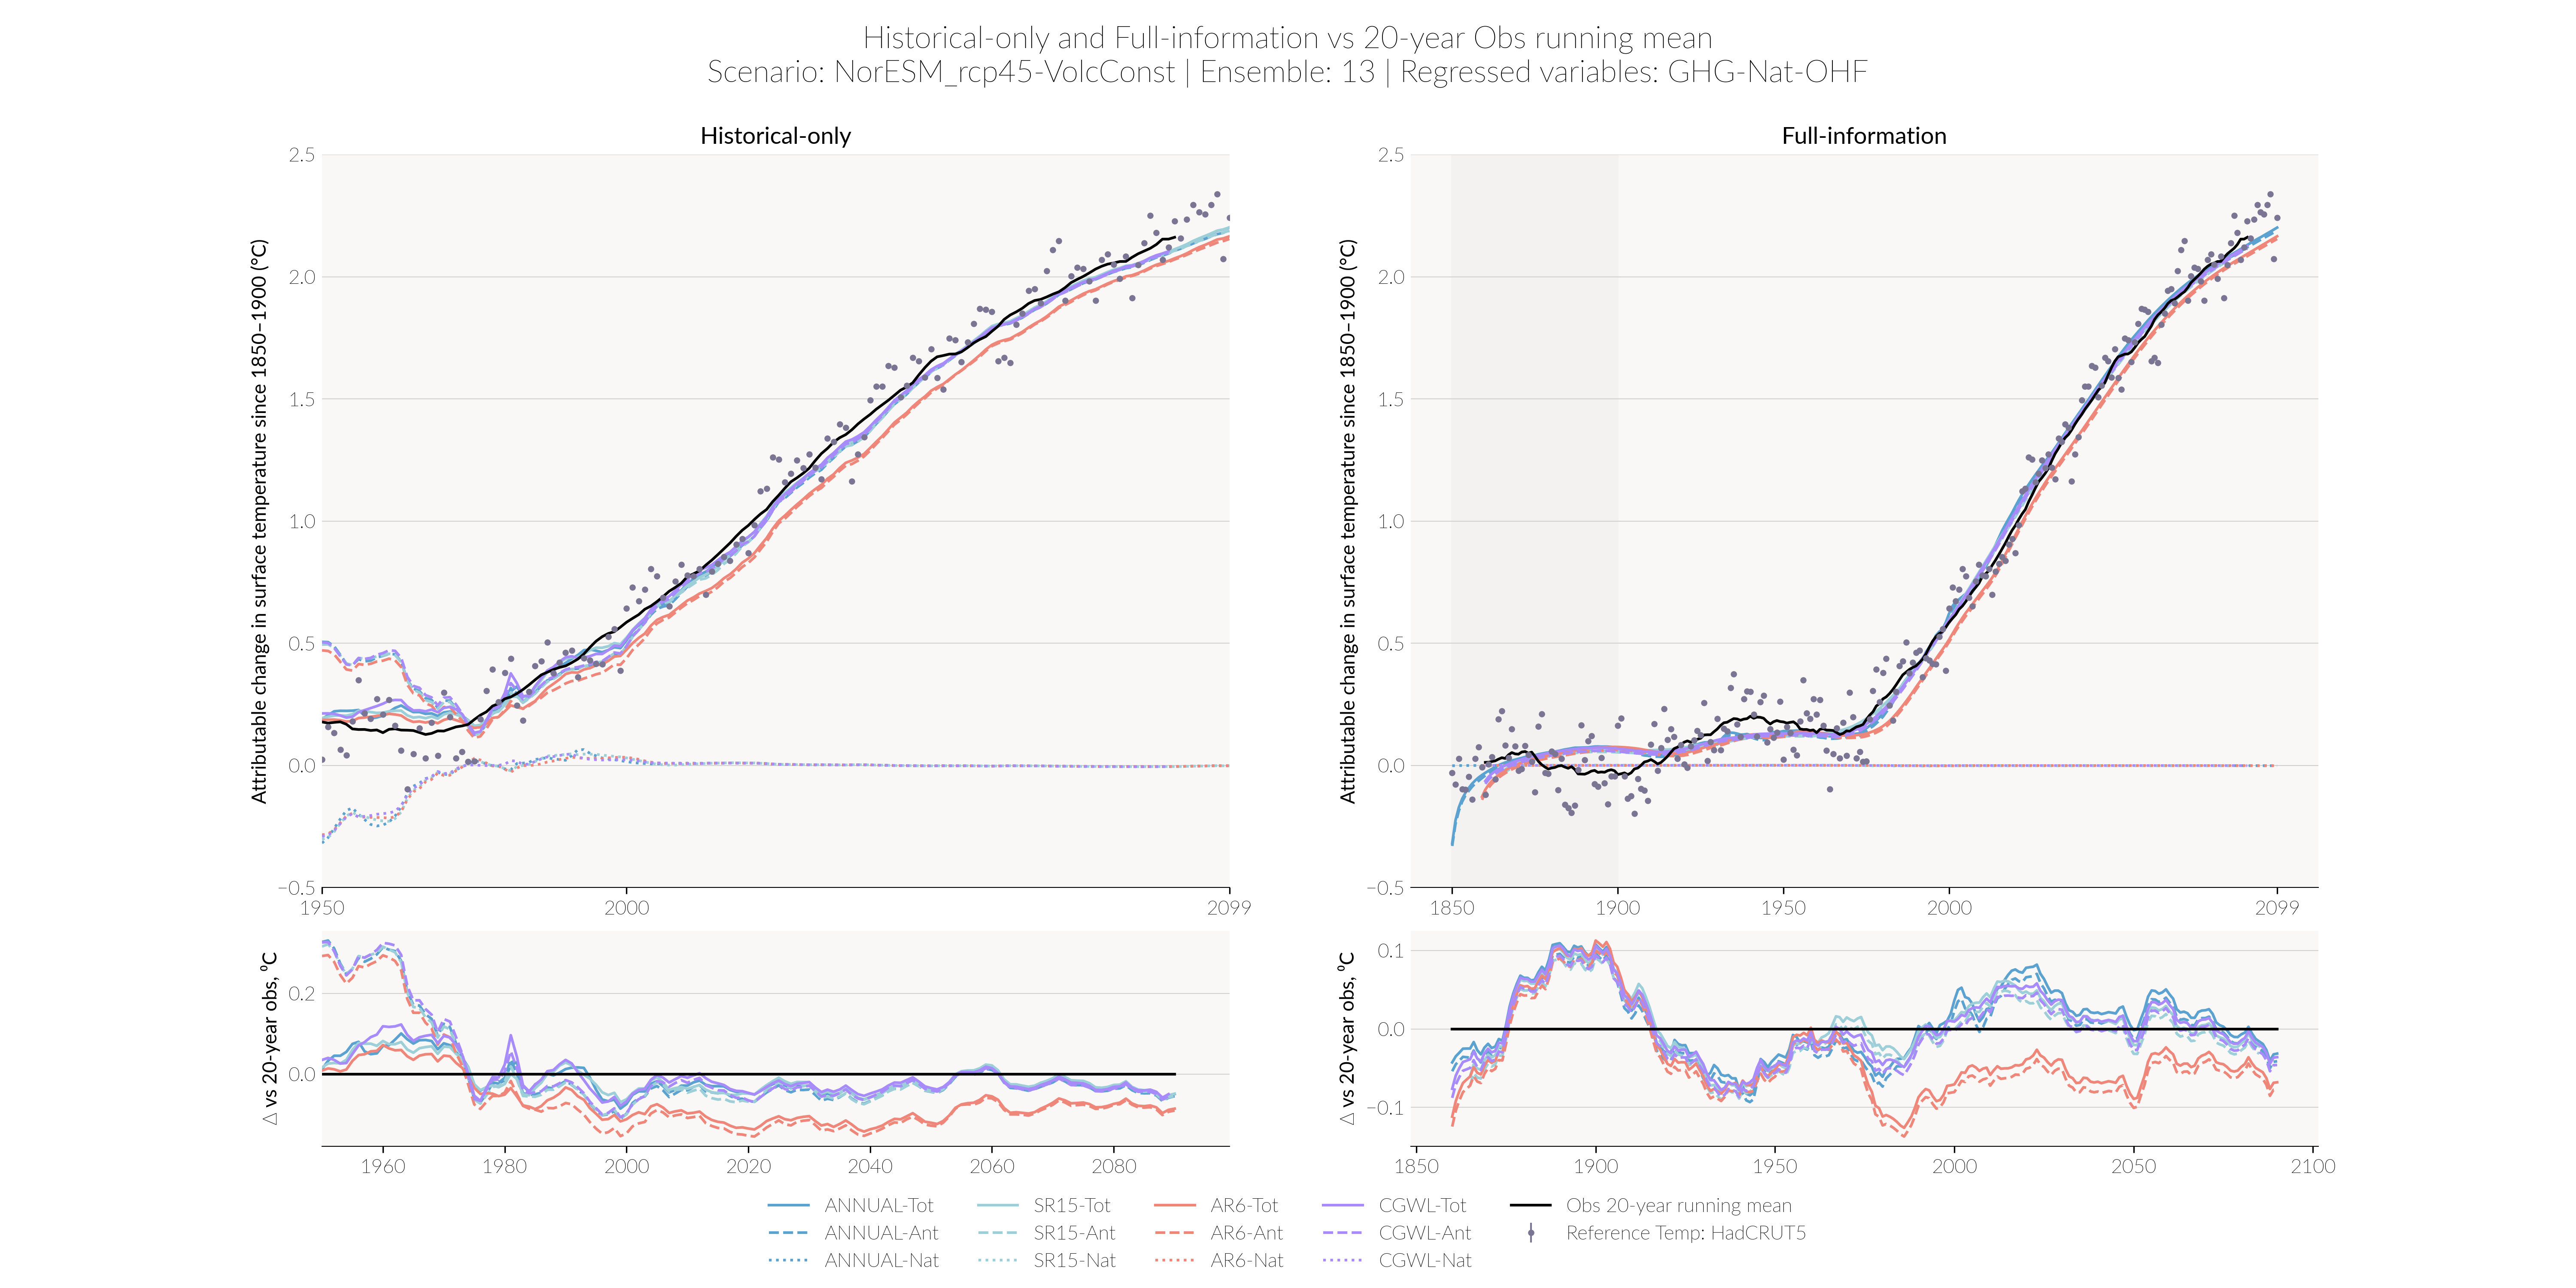 Historical-only and Full-information vs 20-year Obs running mean
Scenario: NorESM_rcp45-VolcConst | Ensemble: 13 | Regressed variables: GHG-Nat-OHF
Historical-only
Attributable change in surface temperature since 1850–1900 (°C)
2.5
2.0
1.5
1.0
0.5
0.0
−0.5
1950
2000
2099
△ vs 20-year obs, °C
0.2
0.0
1960
1980
2000
2020
2040
2060
2080
Full-information
Attributable change in surface temperature since 1850–1900 (°C)
2.5
2.0
1.5
1.0
0.5
0.0
−0.5
1850
1900
1950
2000
2099
△ vs 20-year obs, °C
0.1
0.0
−0.1
1850
1900
1950
2000
2050
2100
ANNUAL-Tot
ANNUAL-Ant
ANNUAL-Nat
SR15-Tot
SR15-Ant
SR15-Nat
AR6-Tot
AR6-Ant
AR6-Nat
CGWL-Tot
CGWL-Ant
CGWL-Nat
Obs 20-year running mean
Reference Temp: HadCRUT5